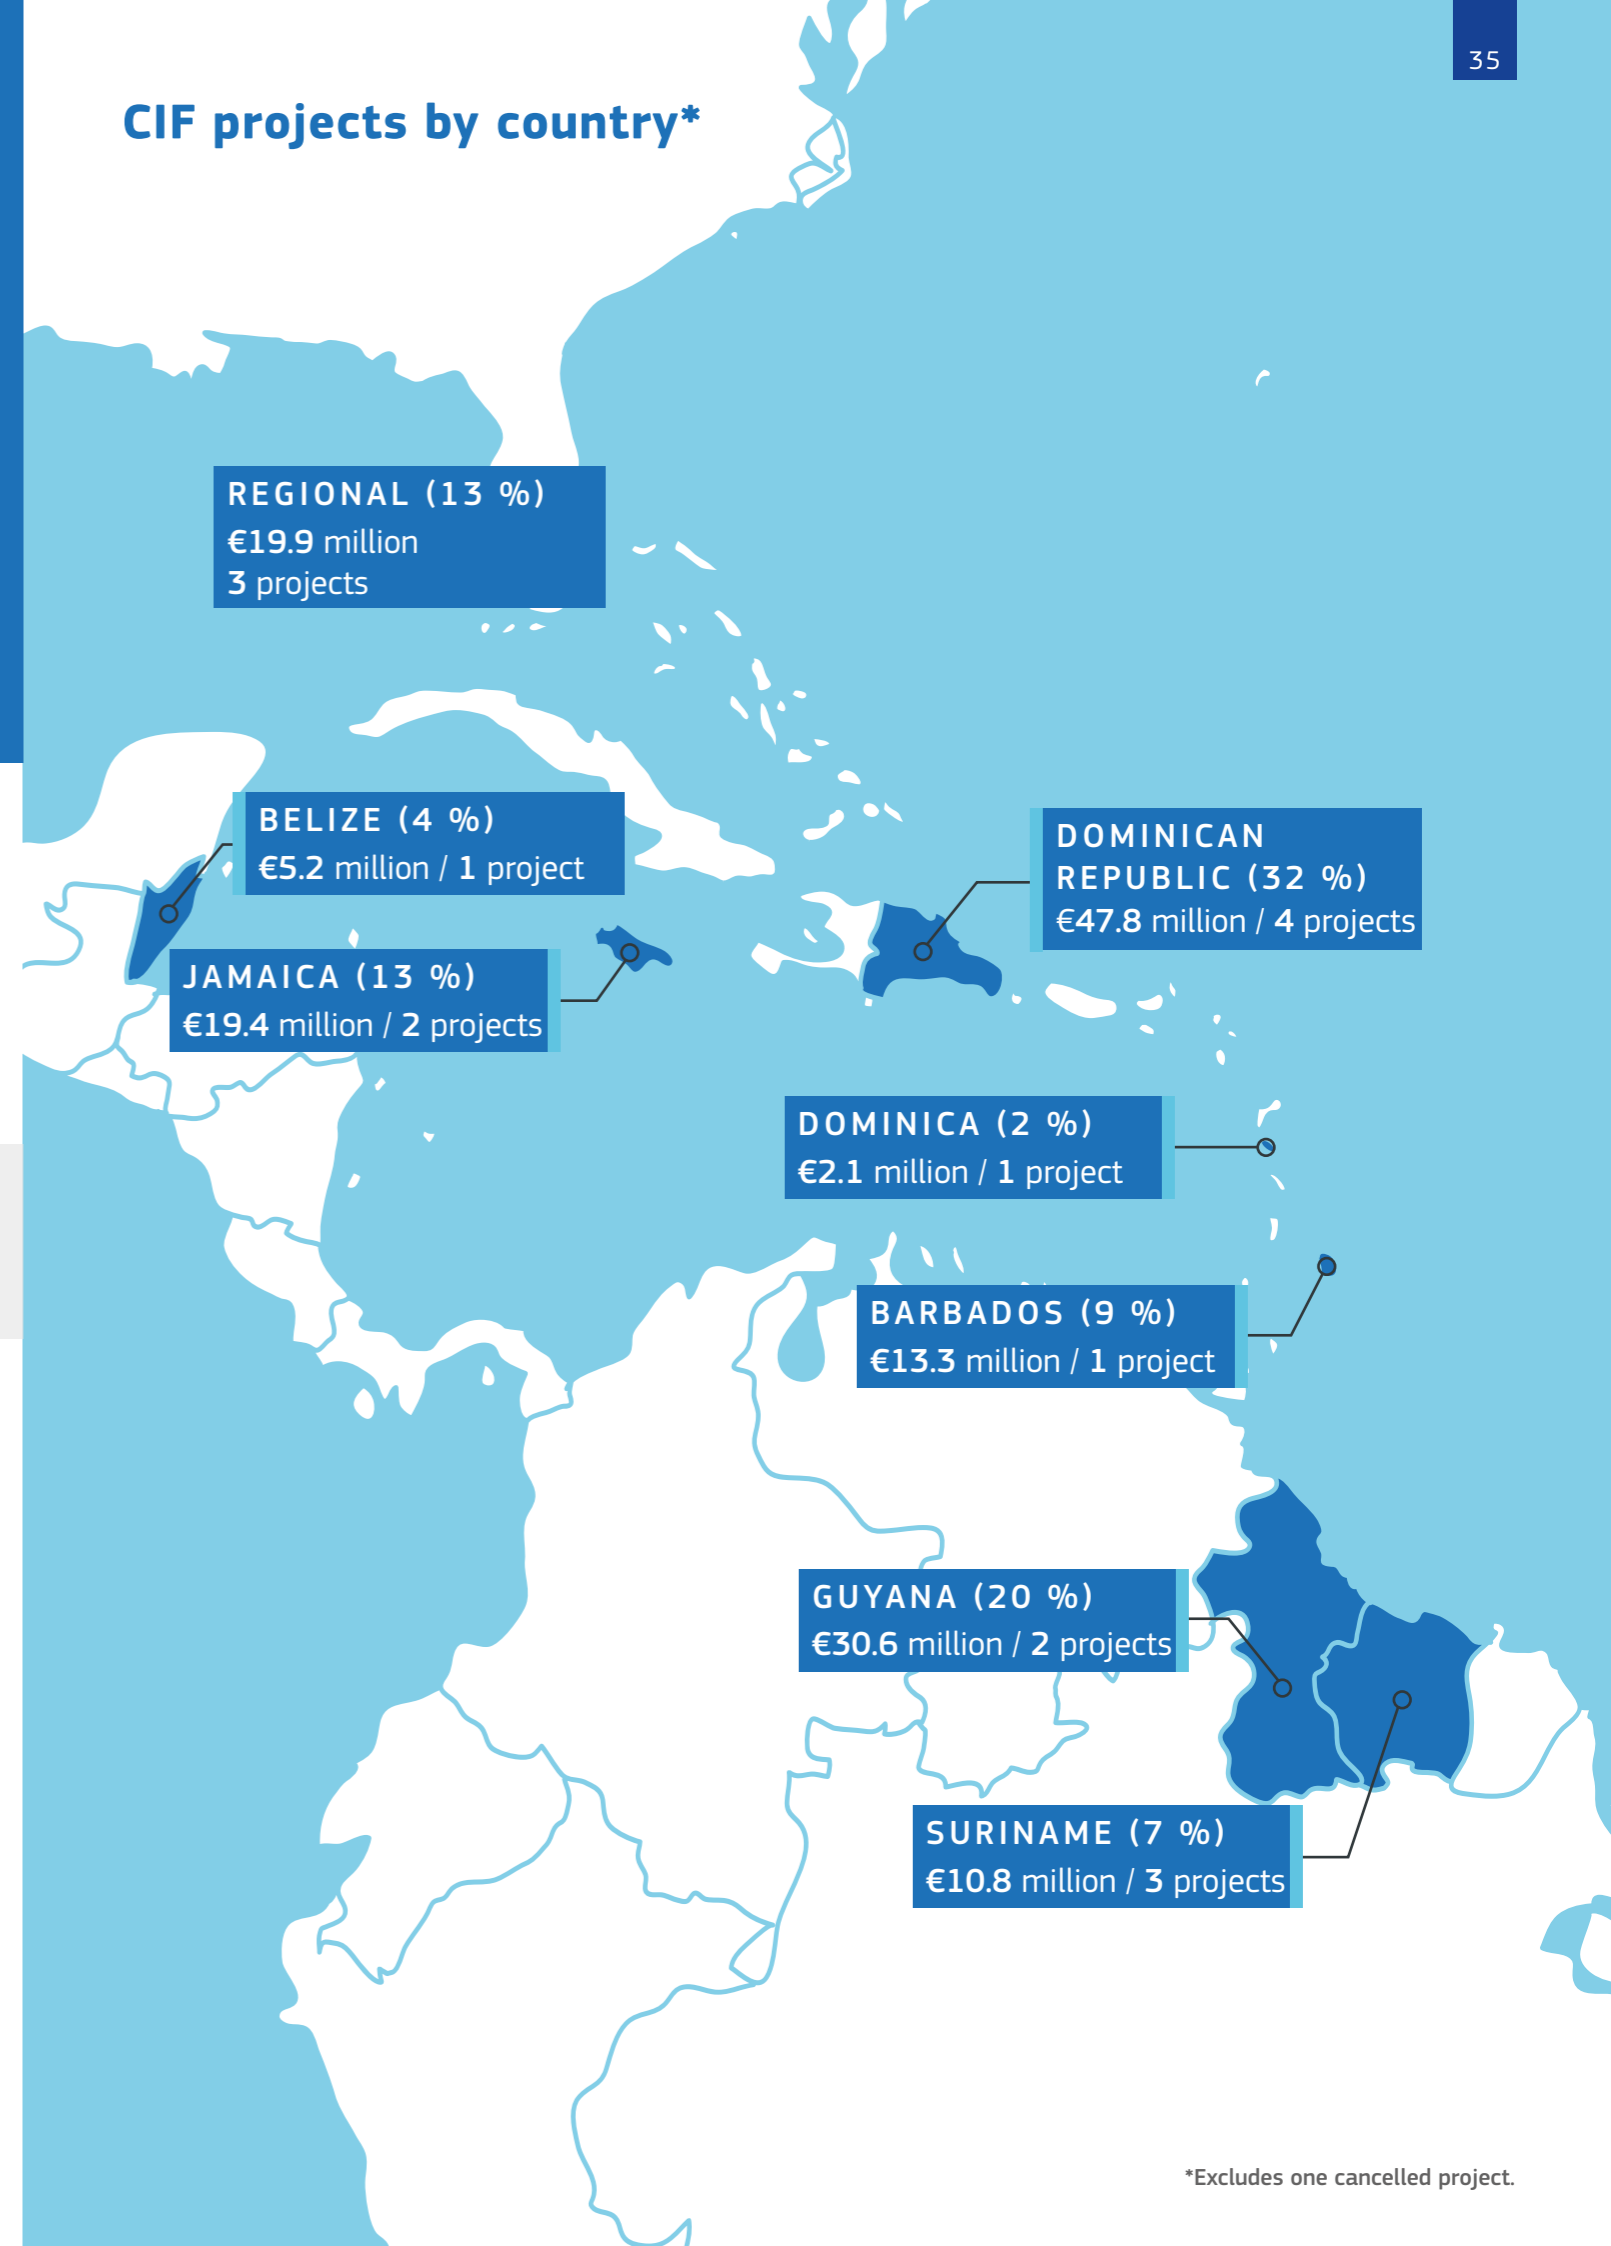 35
CIF projects by country*
REGIONAL (13 %)
€19.9 million
3 projects
BELIZE (4 %)
€5.2 million / 1 project
DOMINICAN
REPUBLIC (32 %)
€47.8 million / 4 projects
JAMAICA (13 %)
€19.4 million / 2 projects
DOMINICA (2 %)
€2.1 million / 1 project
BARBADOS (9 %)
€13.3 million / 1 project
GUYANA (20 %)
€30.6 million / 2 projects
SURINAME (7 %)
€10.8 million / 3 projects
*Excludes one cancelled project.